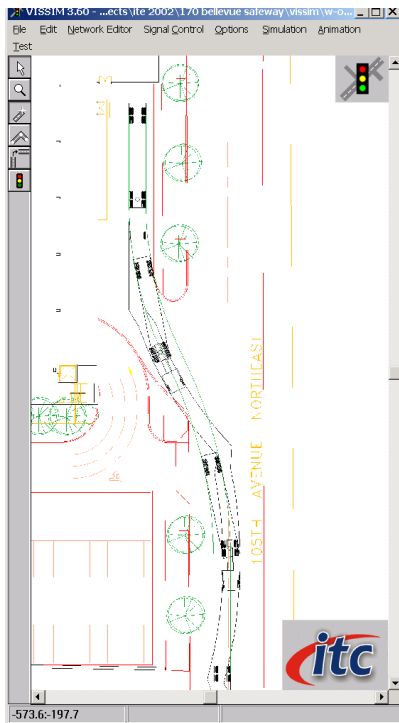 VISSIM 3.60 - ...ects\ite 2002\170 bellevue safeway\vissim\w-o...
File Edit Network Editor Signal Control Options Simulation Animation
Test
105TH AVENUE NORTHEAST
itc
-573.6:-197.7